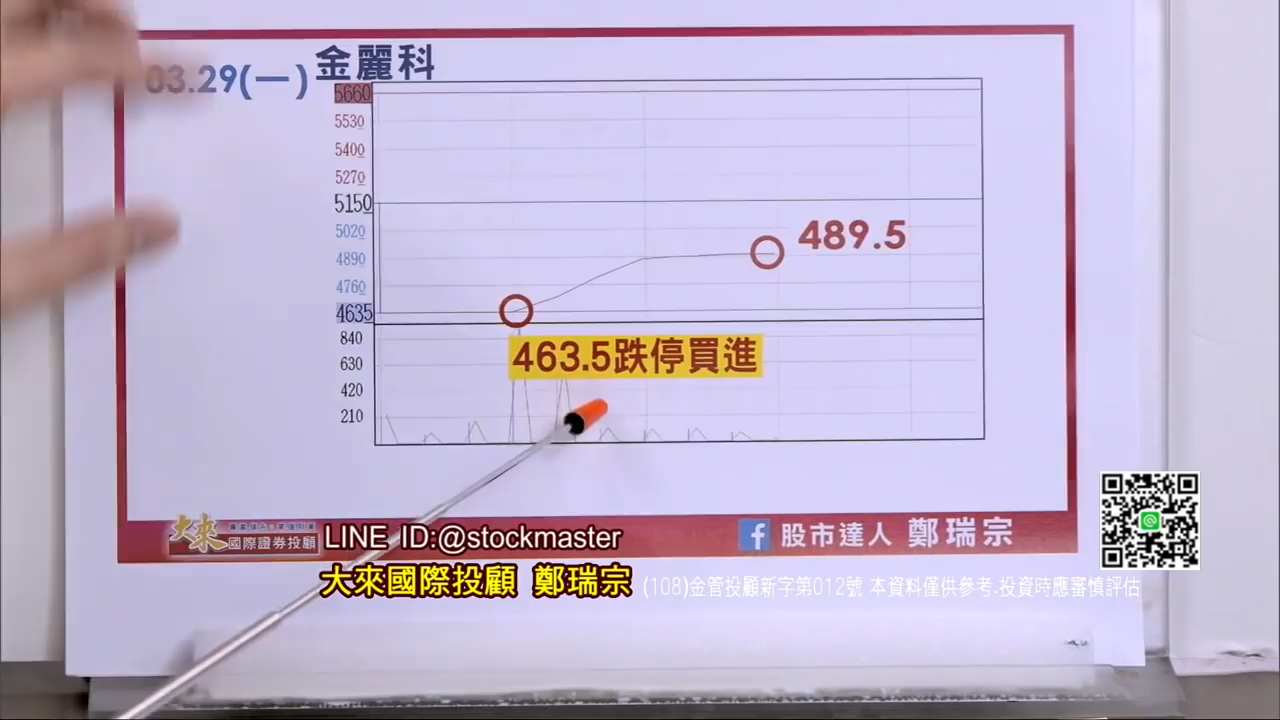 03.29(一)
金麗科
5660
5530
5400
5270
5150
5020
4890
4760
4635
840
630
420
210
489.5
463.5跌停買進
大來
國際證券投顧
LINE ID:@stockmaster
f 股市達人 鄭瑞宗
大來國際投顧 鄭瑞宗 (108)金管投顧新字第012號 本資料僅供參考.投資時應審慎評估